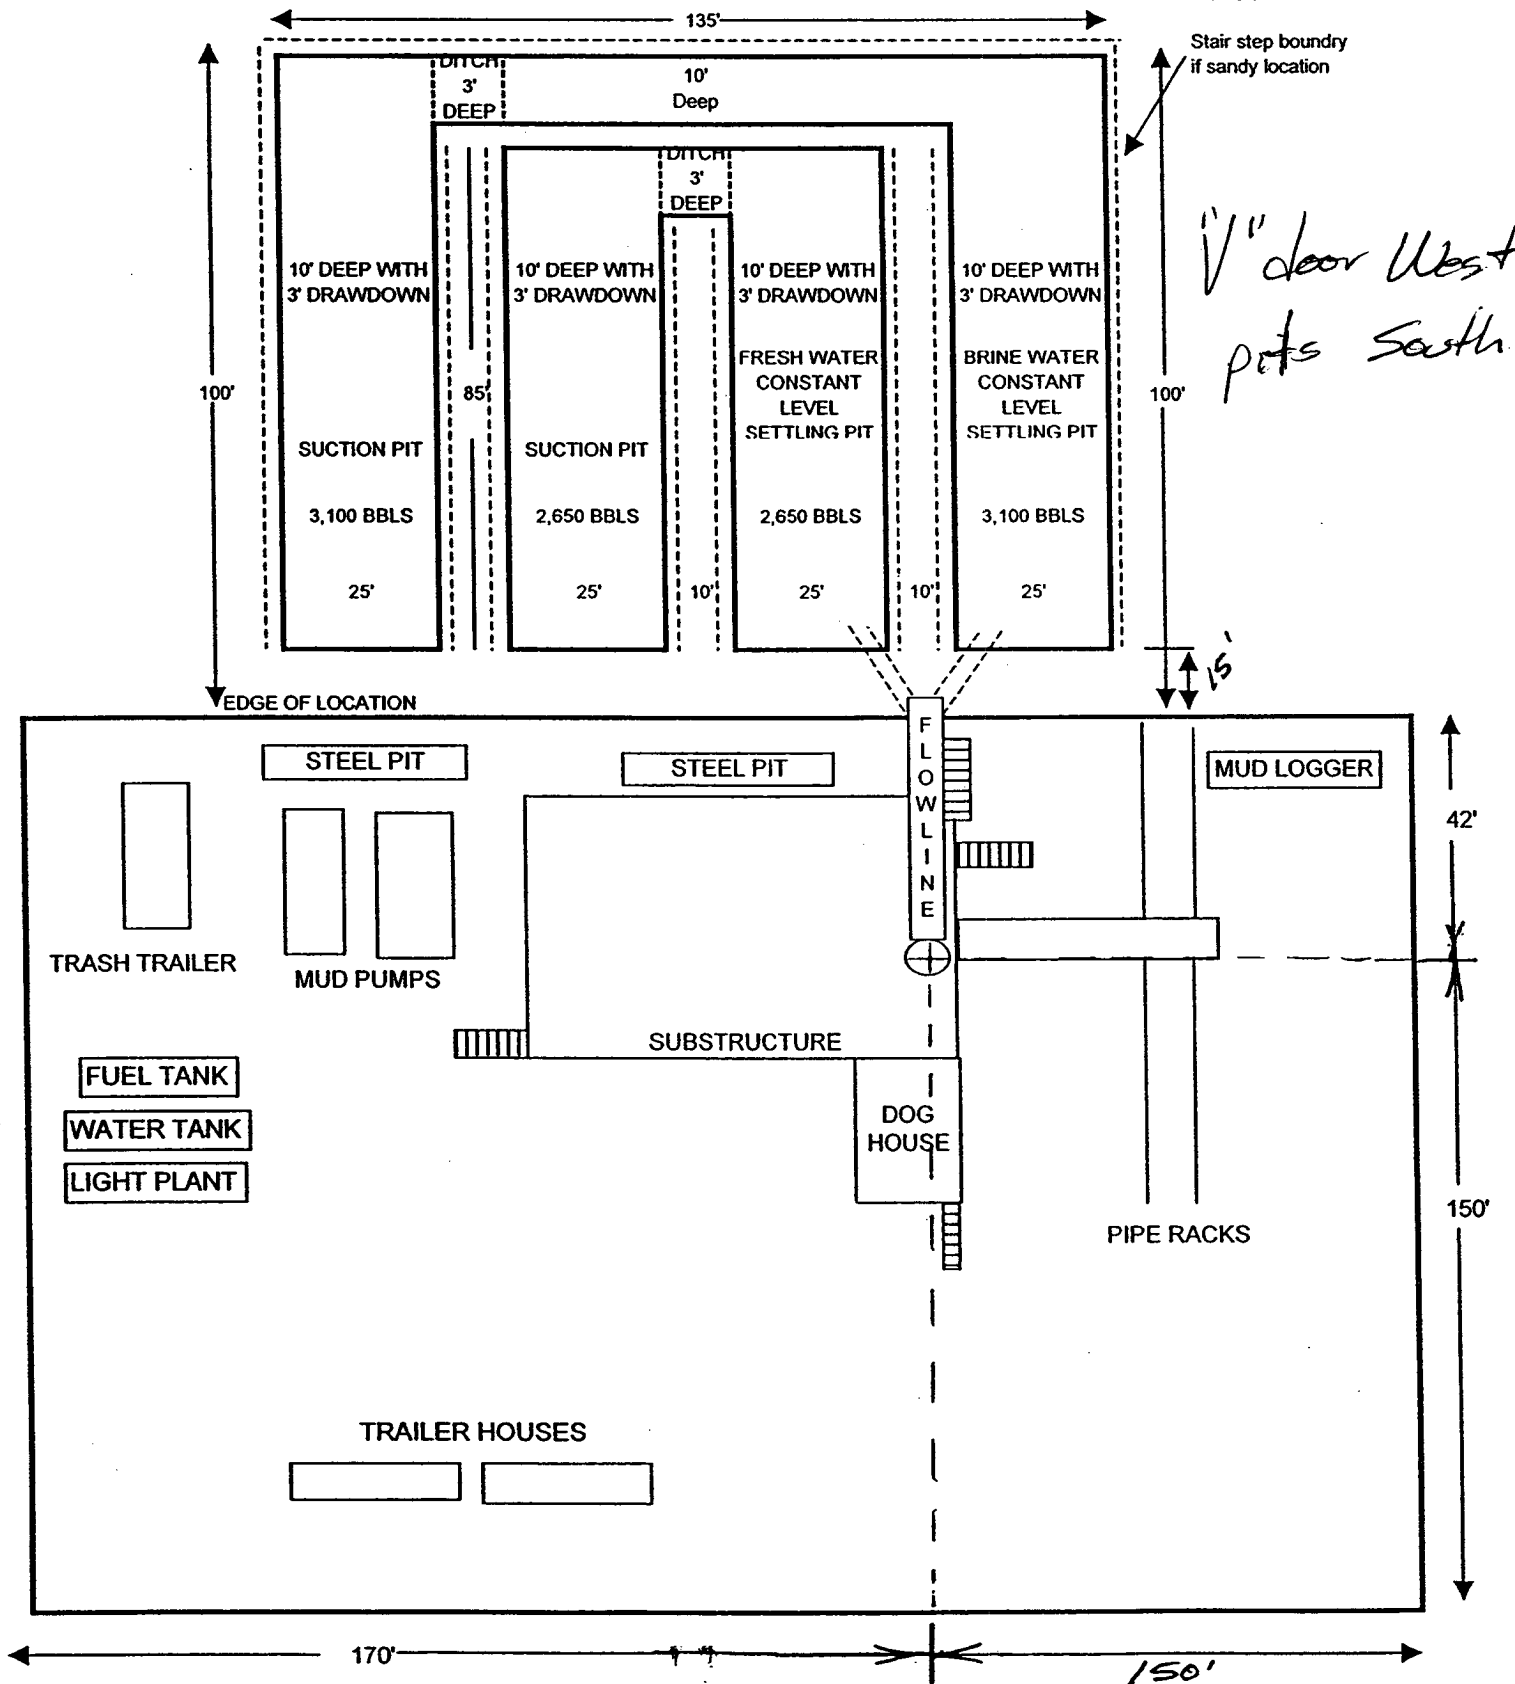 135'
Stair step boundry
if sandy location
DITCH
3'
DEEP
10'
Deep
DITCH
3'
DEEP
"V" door West
pits South.
10' DEEP WITH
3' DRAWDOWN
10' DEEP WITH
3' DRAWDOWN
10' DEEP WITH
3' DRAWDOWN
10' DEEP WITH
3' DRAWDOWN
FRESH WATER
CONSTANT
LEVEL
SETTLING PIT
BRINE WATER
CONSTANT
LEVEL
SETTLING PIT
100'
85'
100'
SUCTION PIT
SUCTION PIT
3,100 BBLS
2,650 BBLS
2,650 BBLS
3,100 BBLS
25'
25'
10'
25'
10'
25'
15'
EDGE OF LOCATION
FLOWLINE
STEEL PIT
STEEL PIT
MUD LOGGER
42'
TRASH TRAILER
MUD PUMPS
SUBSTRUCTURE
FUEL TANK
WATER TANK
LIGHT PLANT
DOG
HOUSE
PIPE RACKS
150'
TRAILER HOUSES
170'
150'